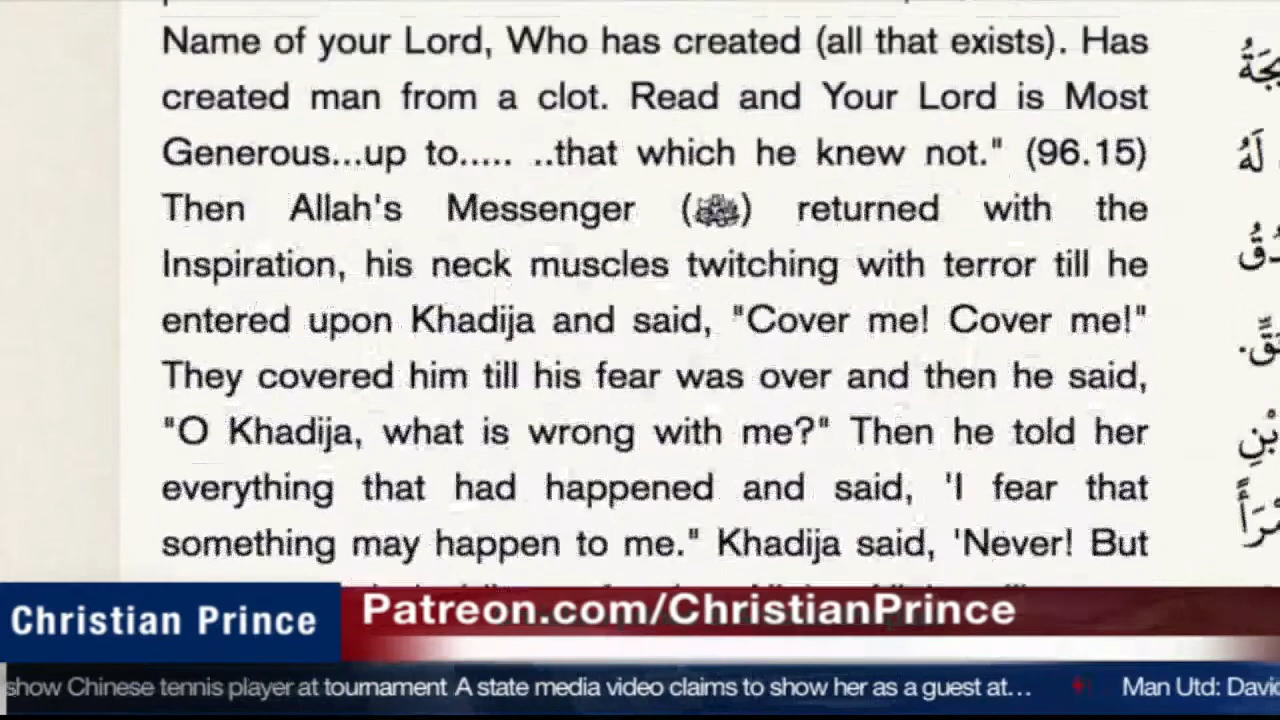 Name of your Lord, Who has created (all that exists). Has
created man from a clot. Read and Your Lord is Most
Generous...up to..... ..that which he knew not." (96.15)
Then Allah's Messenger (ﷺ) returned with the
Inspiration, his neck muscles twitching with terror till he
entered upon Khadija and said, "Cover me! Cover me!"
They covered him till his fear was over and then he said,
"O Khadija, what is wrong with me?" Then he told her
everything that had happened and said, 'I fear that
something may happen to me." Khadija said, 'Never! But
لَهُ
Christian Prince
Patreon.com/ChristianPrince
show Chinese tennis player at tournament A state media video claims to show her as a guest at…
Man Utd: David